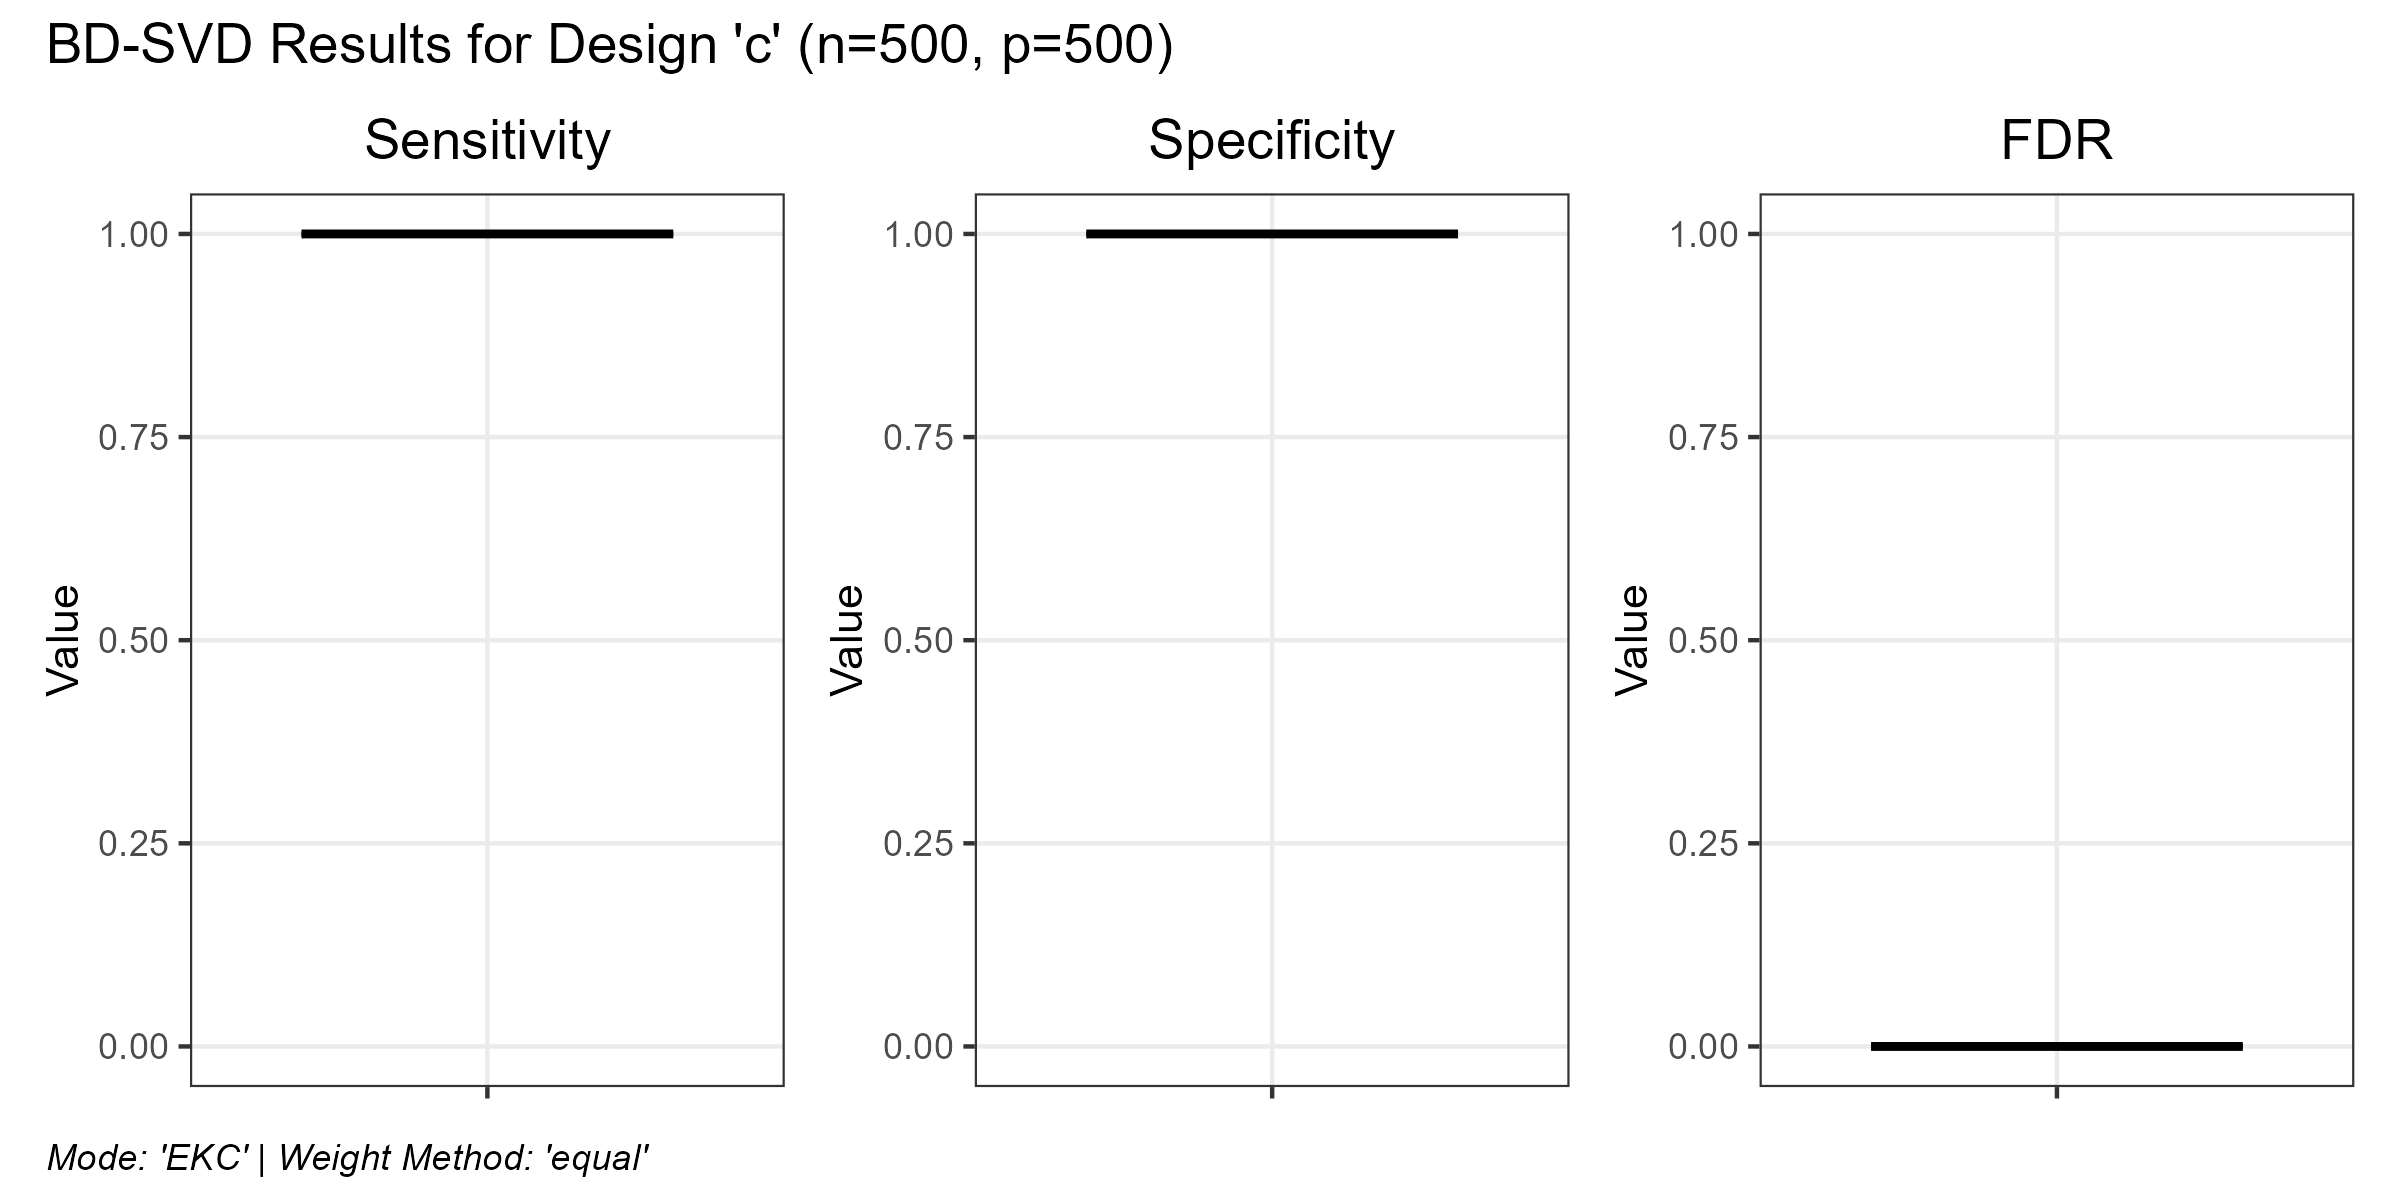 BD-SVD Results for Design 'c' (n=500, p=500)
Sensitivity
Specificity
FDR
1.00
0.75
0.50
0.25
0.00
Value
1.00
0.75
0.50
0.25
0.00
Value
1.00
0.75
0.50
0.25
0.00
Value
Mode: 'EKC' | Weight Method: 'equal'